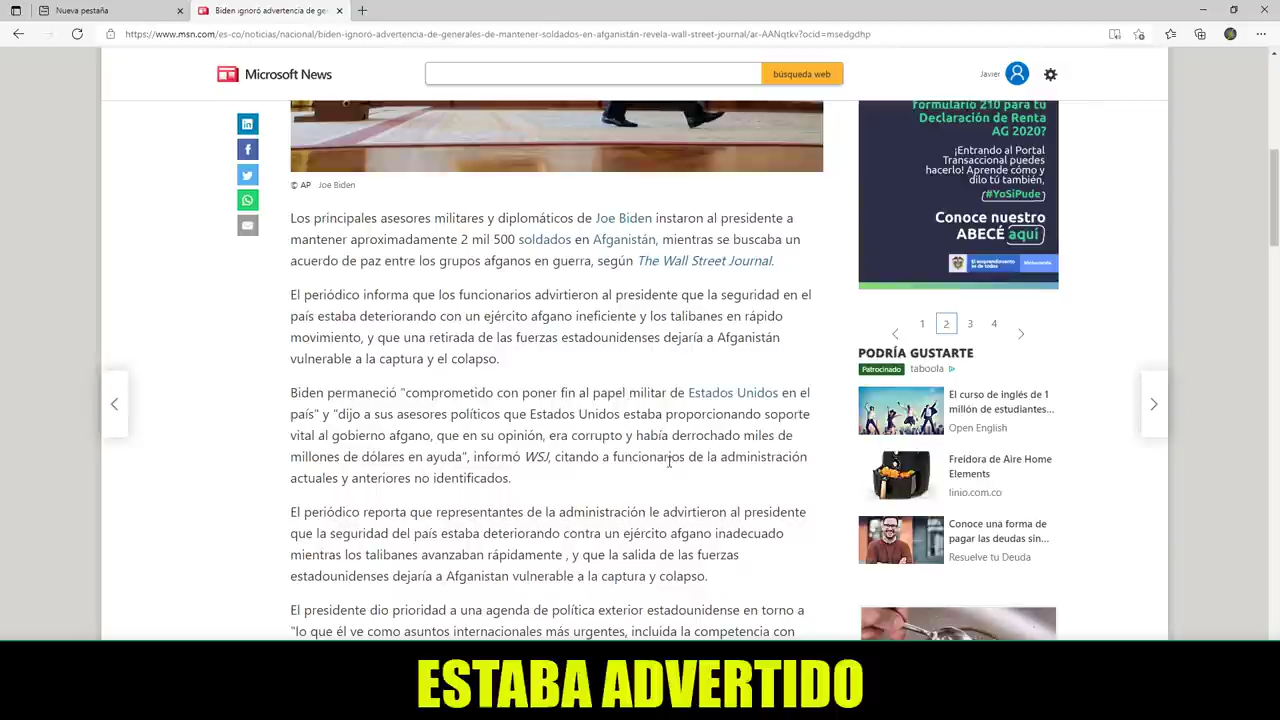 Nueva pestaña
Biden ignoró advertencia de ge
https://www.msn.com/es-co/noticias/nacional/biden-ignoró-advertencia-de-generales-de-mantener-soldados-en-afganistán-revela-wall-street-journal/ar-AANqtkv?ocid=msedgdhp
Microsoft News
búsqueda web
Javier
© AP Joe Biden
Los principales asesores militares y diplomáticos de Joe Biden instaron al presidente a
mantener aproximadamente 2 mil 500 soldados en Afganistán, mientras se buscaba un
acuerdo de paz entre los grupos afganos en guerra, según The Wall Street Journal.
El periódico informa que los funcionarios advirtieron al presidente que la seguridad en el
país estaba deteriorando con un ejército afgano ineficiente y los talibanes en rápido
movimiento, y que una retirada de las fuerzas estadounidenses dejaría a Afganistán
vulnerable a la captura y el colapso.
Biden permaneció "comprometido con poner fin al papel militar de Estados Unidos en el
país" y "dijo a sus asesores políticos que Estados Unidos estaba proporcionando soporte
vital al gobierno afgano, que en su opinión, era corrupto y había derrochado miles de
millones de dólares en ayuda", informó WSJ, citando a funcionarios de la administración
actuales y anteriores no identificados.
El periódico reporta que representantes de la administración le advirtieron al presidente
que la seguridad del país estaba deteriorando contra un ejército afgano inadecuado
mientras los talibanes avanzaban rápidamente , y que la salida de las fuerzas
estadounidenses dejaría a Afganistan vulnerable a la captura y colapso.
El presidente dio prioridad a una agenda de política exterior estadounidense en torno a
"lo que él ve como asuntos internacionales más urgentes, incluida la competencia con
formulario 210 para tu
Declaración de Renta
AG 2020?
¡Entrando al Portal
Transaccional puedes
hacerlo! Aprende cómo y
dilo tú también,
#YoSíPude
Conoce nuestro
ABECÉ aquí
El emprendimiento
es de todos
Minhacienda
1 2 3 4
PODRÍA GUSTARTE
Patrocinado taboola
El curso de inglés de 1
millón de estudiantes...
Open English
Freidora de Aire Home
Elements
linio.com.co
Conoce una forma de
pagar las deudas sin...
Resuelve tu Deuda
ESTABA ADVERTIDO